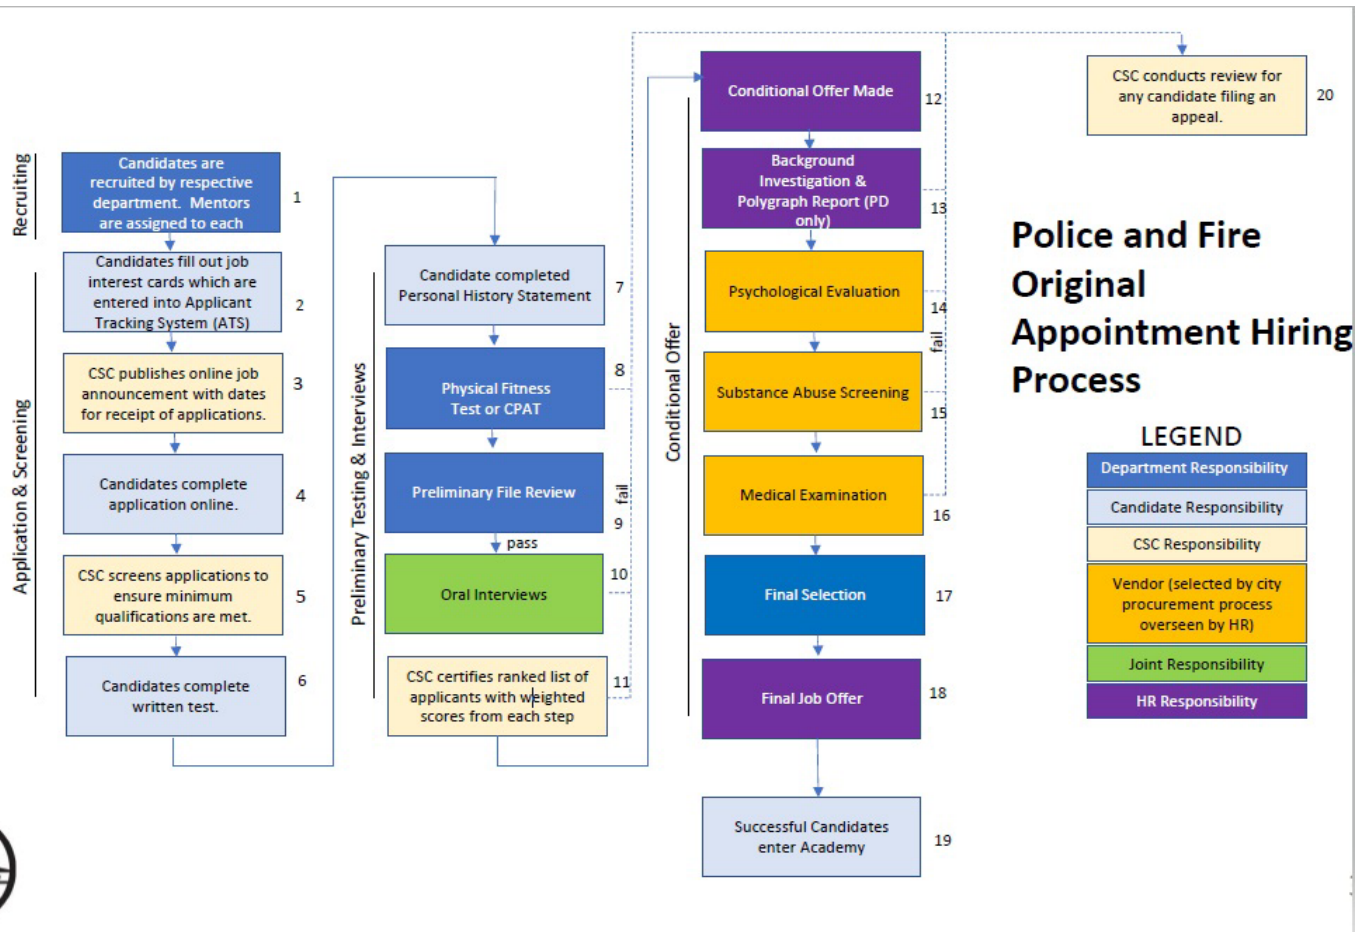 Recruiting
Candidates are
recruited by respective
department.  Mentors
are assigned to each
1
Application & Screening
Candidates fill out job
interest cards which are
entered into Applicant
Tracking System (ATS)
2
CSC publishes online job
announcement with dates
for receipt of applications.
3
Candidates complete
application online.
4
CSC screens applications to
ensure minimum
qualifications are met.
5
Candidates complete
written test.
6
Preliminary Testing & Interviews
Candidate completed
Personal History Statement
7
Physical Fitness
Test or CPAT
8
Preliminary File Review
fail
9
pass
Oral Interviews
10
CSC certifies ranked list of
applicants with weighted
scores from each step
11
Conditional Offer
Conditional Offer Made
12
Background
Investigation &
Polygraph Report (PD
only)
13
Psychological Evaluation
14
fail
Substance Abuse Screening
15
Medical Examination
16
Final Selection
17
Final Job Offer
18
Successful Candidates
enter Academy
19
CSC conducts review for
any candidate filing an
appeal.
20
Police and Fire
Original
Appointment Hiring
Process
LEGEND
Department Responsibility
Candidate Responsibility
CSC Responsibility
Vendor (selected by city
procurement process
overseen by HR)
Joint Responsibility
HR Responsibility